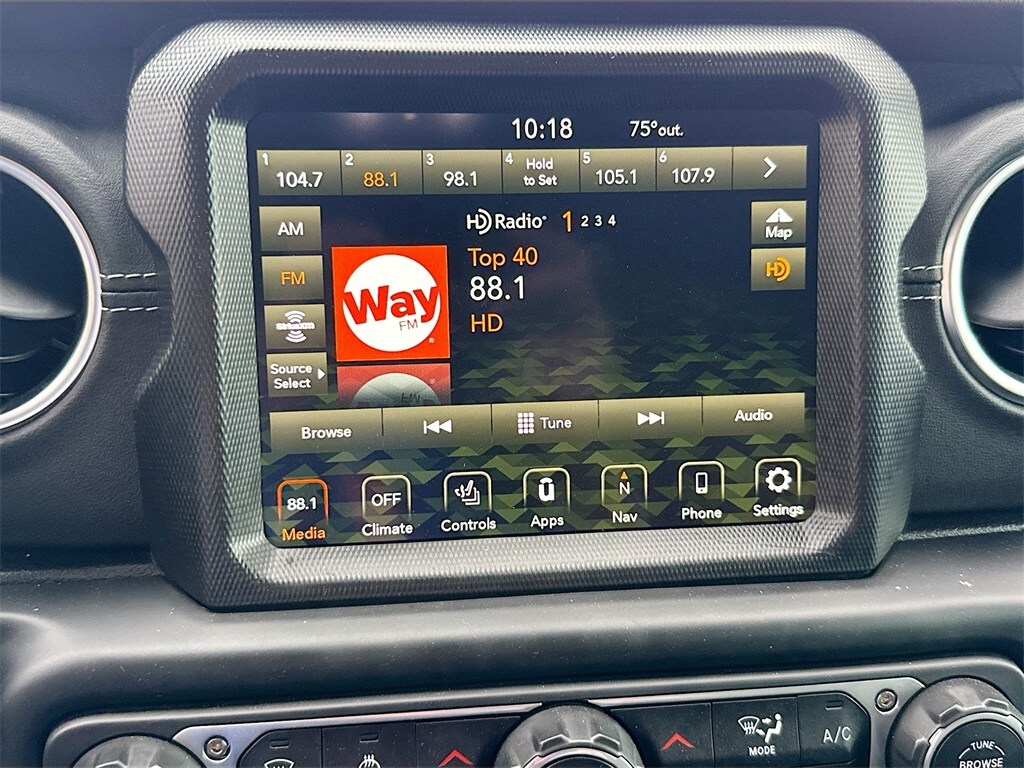 10:18 75°out.
1 104.7
2 88.1
3 98.1
4 Hold
to Set
5 105.1
6 107.9
AM
HD Radio® 1 2 3 4
Map
FM
Top 40
HD
Way
FM
®
88.1
HD
SiriusXM
Source
Select
Browse
Tune
Audio
88.1
Media
OFF
Climate
Controls
ū
Apps
N
Nav
Phone
Settings
MODE
A/C
TUNE
BROWSE